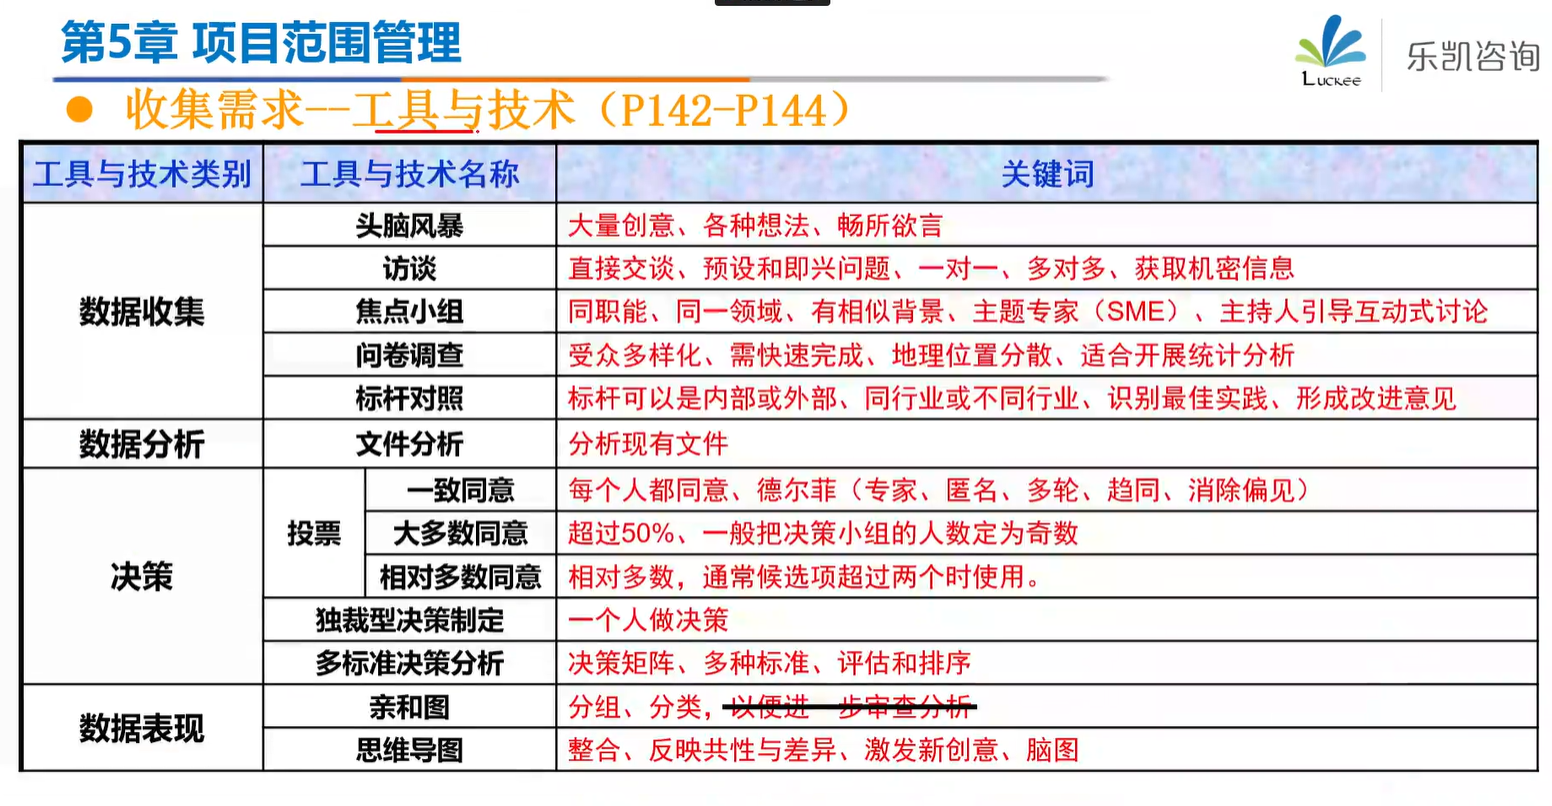 第5章 项目范围管理
LUCKEE 乐凯咨询
收集需求--工具与技术（P142-P144）
工具与技术类别 工具与技术名称 关键词
数据收集
头脑风暴 大量创意、各种想法、畅所欲言
访谈 直接交谈、预设和即兴问题、一对一、多对多、获取机密信息
焦点小组 同职能、同一领域、有相似背景、主题专家（SME）、主持人引导互动式讨论
问卷调查 受众多样化、需快速完成、地理位置分散、适合开展统计分析
标杆对照 标杆可以是内部或外部、同行业或不同行业、识别最佳实践、形成改进意见
数据分析 文件分析 分析现有文件
决策
投票
一致同意 每个人都同意、德尔菲（专家、匿名、多轮、趋同、消除偏见）
大多数同意 超过50%、一般把决策小组的人数定为奇数
相对多数同意 相对多数，通常候选项超过两个时使用。
独裁型决策制定 一个人做决策
多标准决策分析 决策矩阵、多种标准、评估和排序
数据表现
亲和图 分组、分类，以便进一步审查分析
思维导图 整合、反映共性与差异、激发新创意、脑图